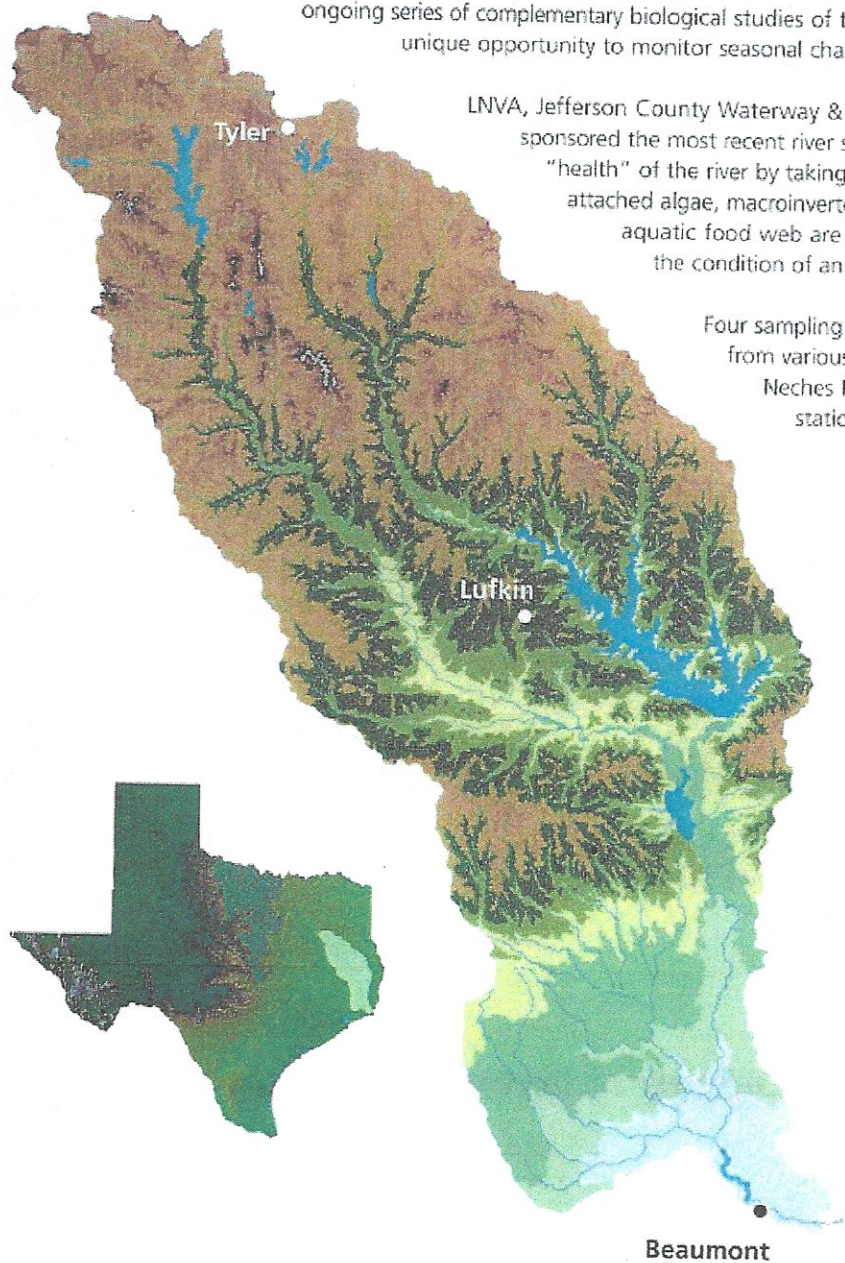 ongoing series of complementary biological studies of t
unique opportunity to monitor seasonal cha
LNVA, Jefferson County Waterway &
sponsored the most recent river s
"health" of the river by taking
attached algae, macroinverte
aquatic food web are
the condition of an
Four sampling
from various
Neches
static
Tyler
Lufkin
Beaumont